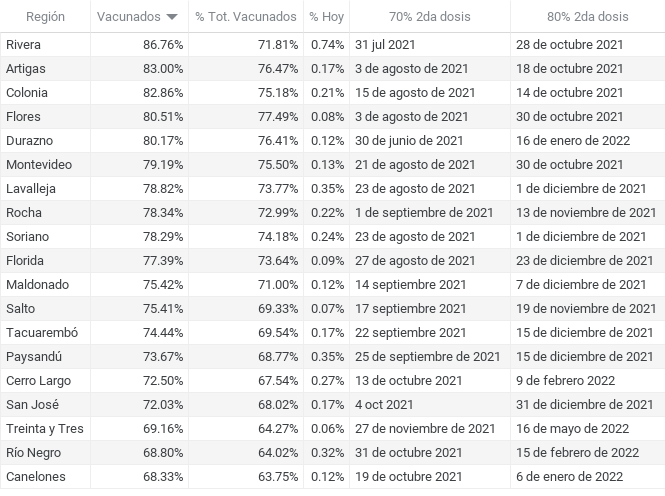 Región Vacunados % Tot. Vacunados % Hoy 70% 2da dosis 80% 2da dosis
Rivera 86.76% 71.81% 0.74% 31 jul 2021 28 de octubre 2021
Artigas 83.00% 76.47% 0.17% 3 de agosto de 2021 18 de octubre 2021
Colonia 82.86% 75.18% 0.21% 15 de agosto de 2021 14 de octubre 2021
Flores 80.51% 77.49% 0.08% 3 de agosto de 2021 30 de octubre 2021
Durazno 80.17% 76.41% 0.12% 30 de junio de 2021 16 de enero de 2022
Montevideo 79.19% 75.50% 0.13% 21 de agosto de 2021 30 de octubre 2021
Lavalleja 78.82% 73.77% 0.35% 23 de agosto de 2021 1 de diciembre de 2021
Rocha 78.34% 72.99% 0.22% 1 de septiembre de 2021 13 de noviembre de 2021
Soriano 78.29% 74.18% 0.24% 23 de agosto de 2021 1 de diciembre de 2021
Florida 77.39% 73.64% 0.09% 27 de agosto de 2021 23 de diciembre de 2021
Maldonado 75.42% 71.00% 0.12% 14 septiembre 2021 7 de diciembre de 2021
Salto 75.41% 69.33% 0.07% 17 septiembre 2021 19 de noviembre de 2021
Tacuarembó 74.44% 69.54% 0.17% 22 septiembre 2021 15 de diciembre de 2021
Paysandú 73.67% 68.77% 0.35% 25 de septiembre de 2021 15 de diciembre de 2021
Cerro Largo 72.50% 67.54% 0.27% 13 de octubre de 2021 9 de febrero 2022
San José 72.03% 68.02% 0.17% 4 oct 2021 31 de diciembre de 2021
Treinta y Tres 69.16% 64.27% 0.06% 27 de noviembre de 2021 16 de mayo de 2022
Río Negro 68.80% 64.02% 0.32% 31 de octubre de 2021 15 de febrero de 2022
Canelones 68.33% 63.75% 0.12% 19 de octubre de 2021 6 de enero de 2022